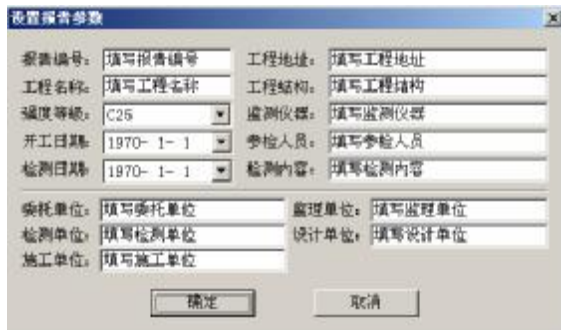 设置报告参数
报告编号: 填写报告编号 工程地址: 填写工程地址
工程名称: 填写工程名称 工程结构: 填写工程结构
强度等级: C25 监测仪器: 填写监测仪器
开工日期: 1970- 1- 1 参检人员: 填写参检人员
检测日期: 1970- 1- 1 检测内容: 填写检测内容
委托单位: 填写委托单位 监理单位: 填写监理单位
检测单位: 填写检测单位 设计单位: 填写设计单位
施工单位: 填写施工单位
确定 取消